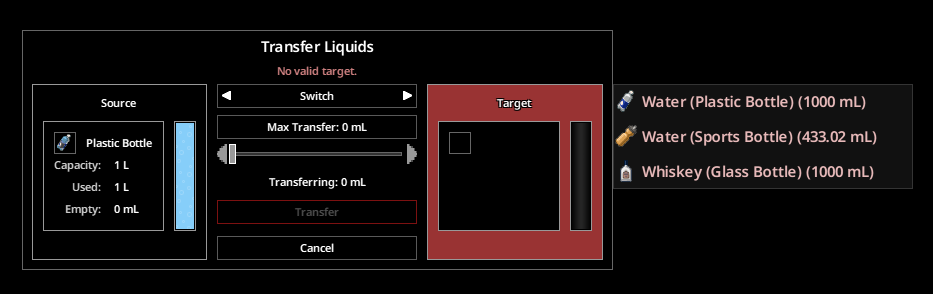 Transfer Liquids
No valid target.
Source
Plastic Bottle
Capacity: 1 L
Used: 1 L
Empty: 0 mL
Switch
Max Transfer: 0 mL
Transferring: 0 mL
Transfer
Cancel
Target
Water (Plastic Bottle) (1000 mL)
Water (Sports Bottle) (433.02 mL)
Whiskey (Glass Bottle) (1000 mL)